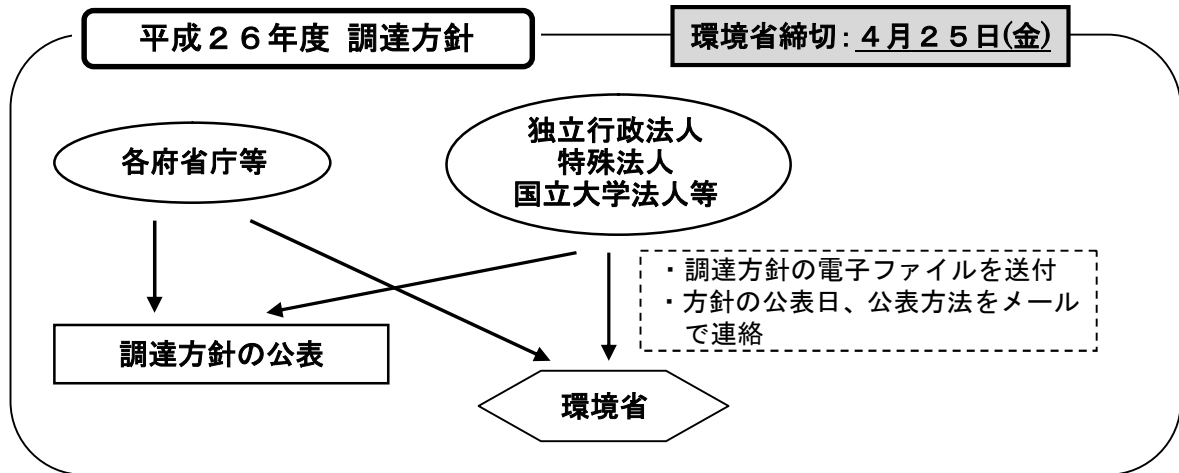 平成２６年度 調達方針
環境省締切：４月２５日(金)
各府省庁等
独立行政法人
特殊法人
国立大学法人等
・調達方針の電子ファイルを送付
・方針の公表日、公表方法をメール
で連絡
調達方針の公表
環境省